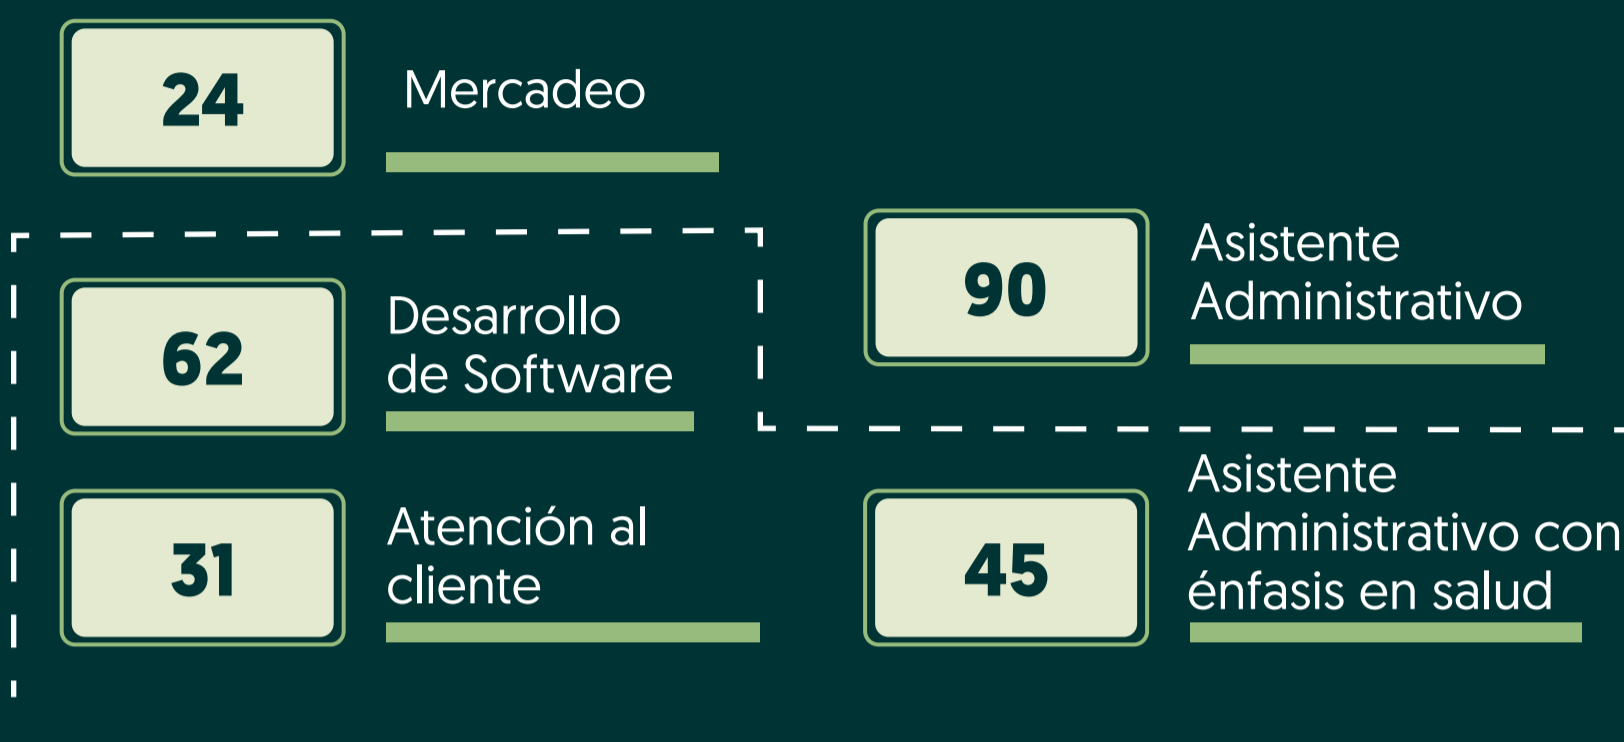 24
Mercadeo
62
Desarrollo
de Software
31
Atención al
cliente
90
Asistente
Administrativo
45
Asistente
Administrativo con
énfasis en salud